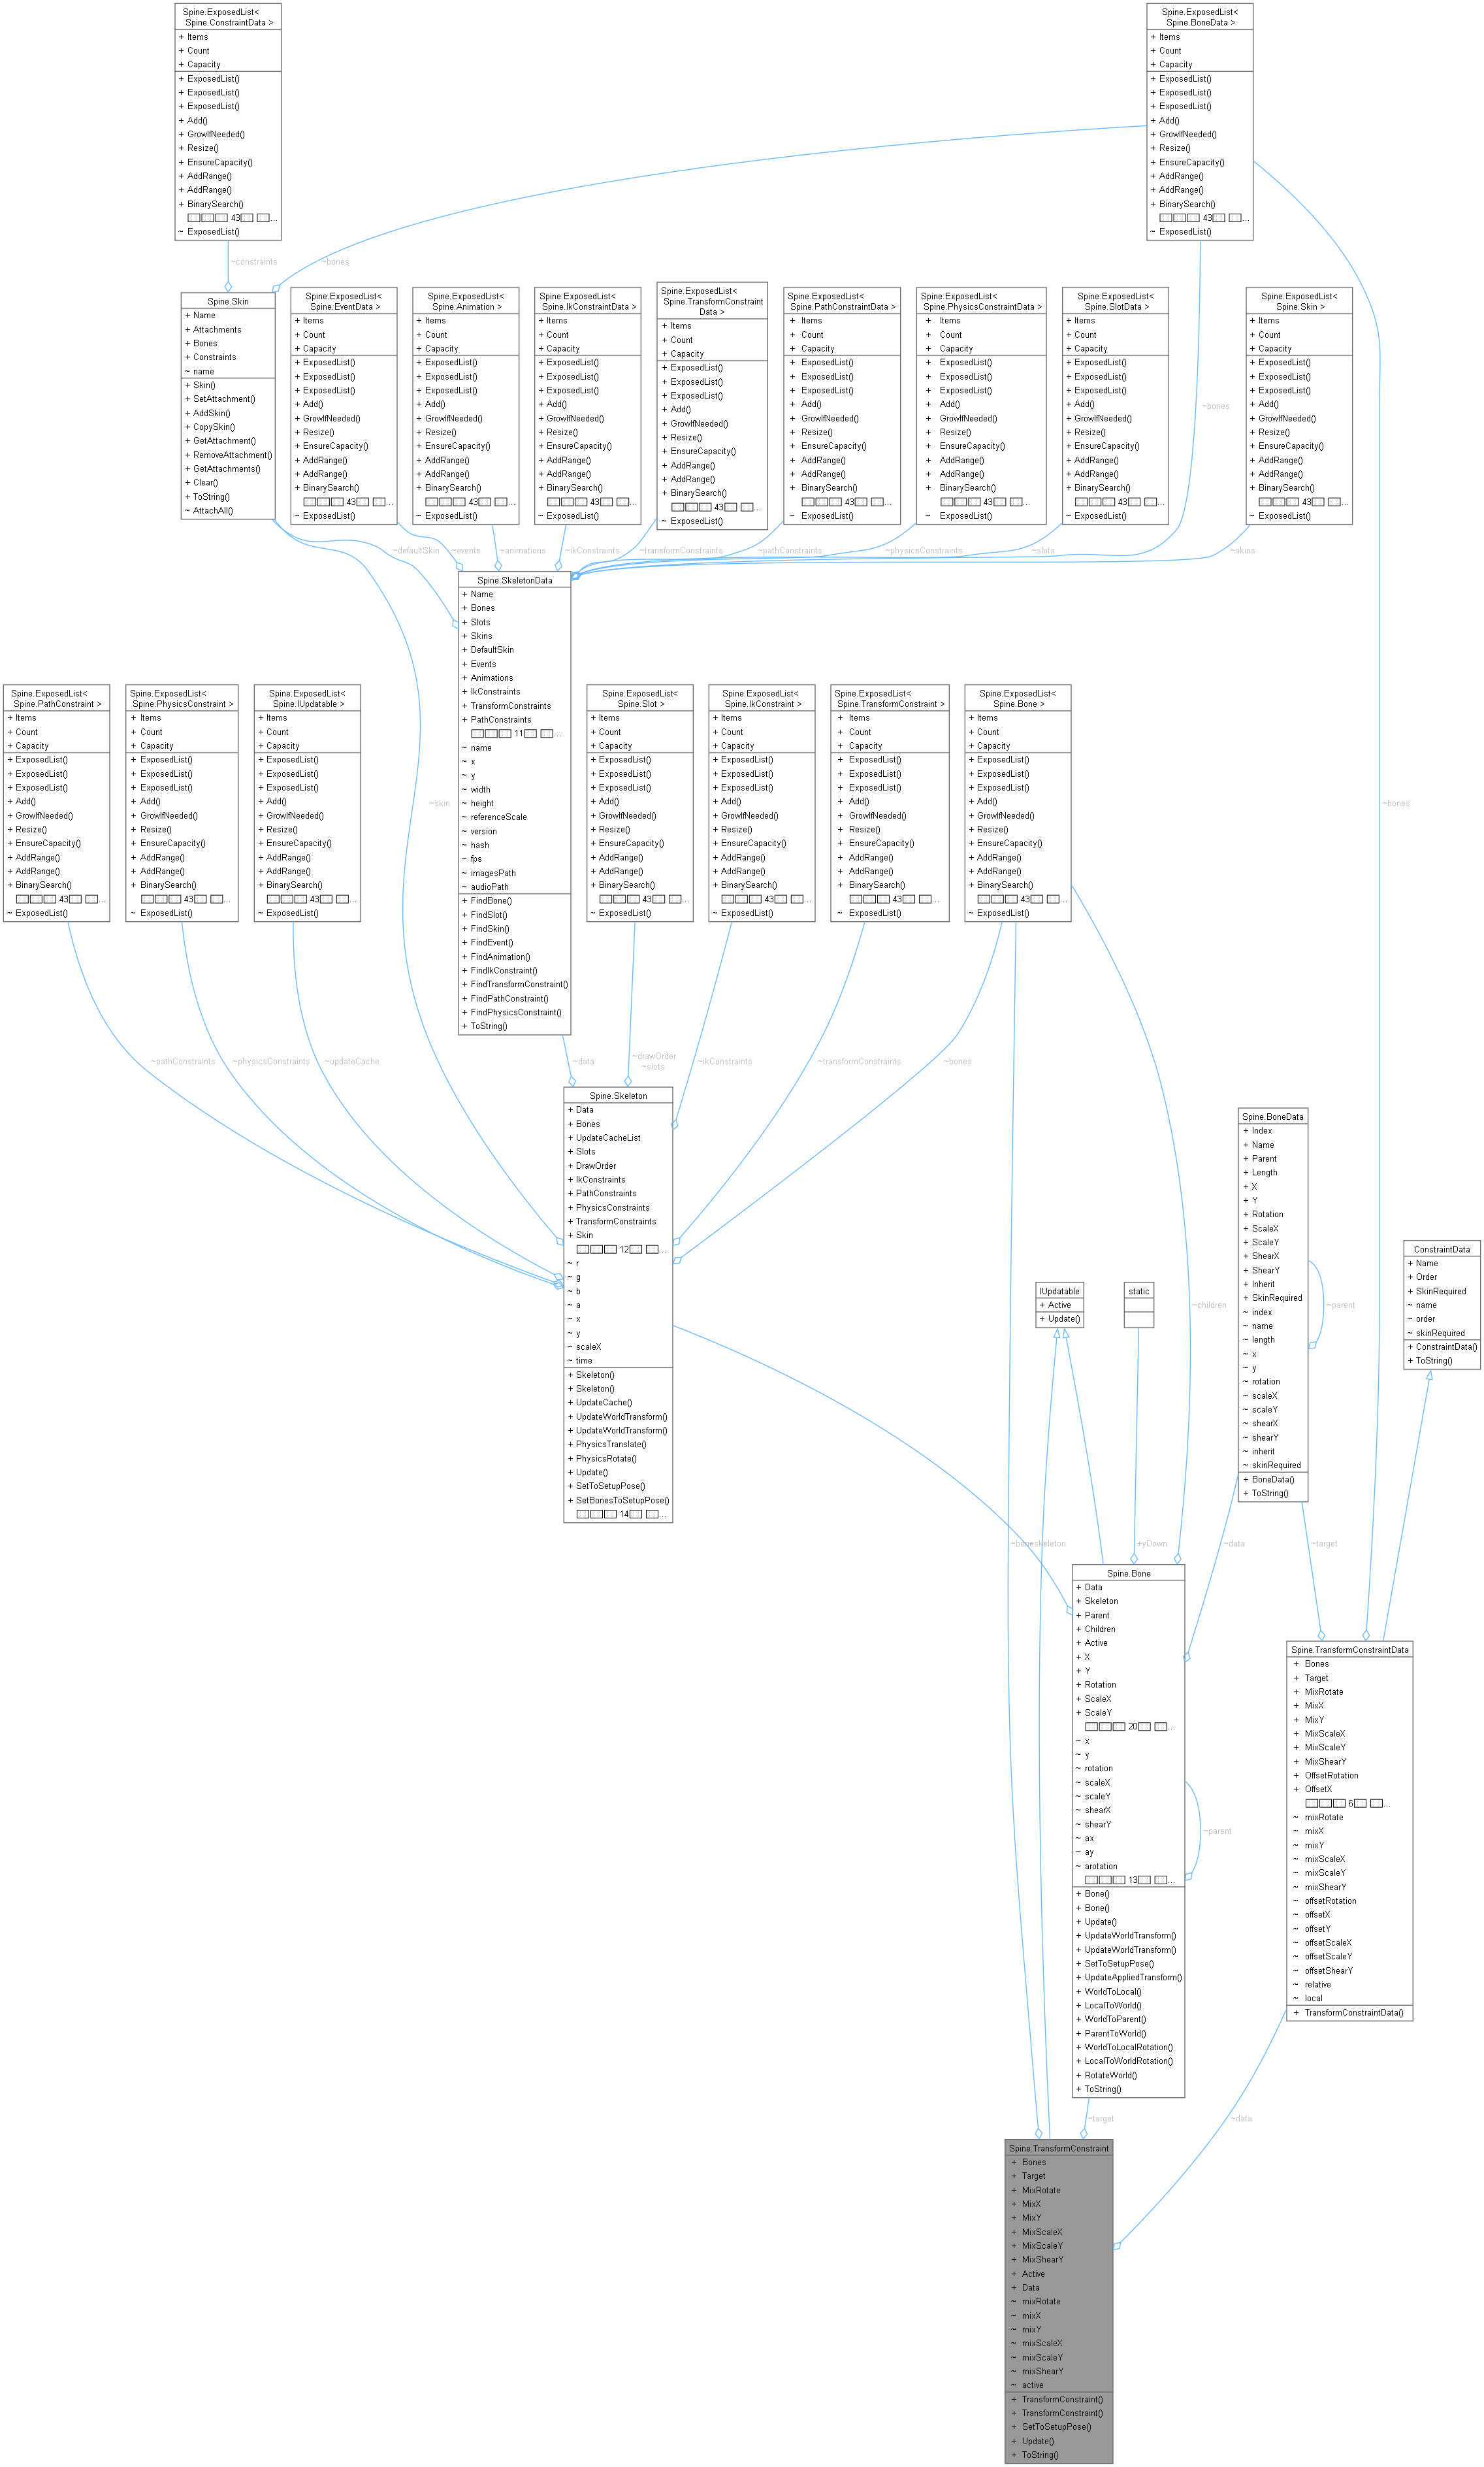 Spine.ExposedList<
Spine.ConstraintData >
+ Items
+ Count
+ Capacity
+ ExposedList()
+ ExposedList()
+ ExposedList()
+ Add()
+ GrowIfNeeded()
+ Resize()
+ EnsureCapacity()
+ AddRange()
+ AddRange()
+ BinarySearch()
43 ...
~ ExposedList()
Spine.ExposedList<
Spine.BoneData >
+ Items
+ Count
+ Capacity
+ ExposedList()
+ ExposedList()
+ ExposedList()
+ Add()
+ GrowIfNeeded()
+ Resize()
+ EnsureCapacity()
+ AddRange()
+ AddRange()
+ BinarySearch()
43 ...
~ ExposedList()
~constraints
~bones
Spine.Skin
+ Name
+ Attachments
+ Bones
+ Constraints
~ name
+ Skin()
+ SetAttachment()
+ AddSkin()
+ CopySkin()
+ GetAttachment()
+ RemoveAttachment()
+ GetAttachments()
+ Clear()
+ ToString()
~ AttachAll()
Spine.ExposedList<
Spine.EventData >
+ Items
+ Count
+ Capacity
+ ExposedList()
+ ExposedList()
+ ExposedList()
+ Add()
+ GrowIfNeeded()
+ Resize()
+ EnsureCapacity()
+ AddRange()
+ AddRange()
+ BinarySearch()
43 ...
~ ExposedList()
Spine.ExposedList<
Spine.Animation >
+ Items
+ Count
+ Capacity
+ ExposedList()
+ ExposedList()
+ ExposedList()
+ Add()
+ GrowIfNeeded()
+ Resize()
+ EnsureCapacity()
+ AddRange()
+ AddRange()
+ BinarySearch()
43 ...
~ ExposedList()
Spine.ExposedList<
Spine.IkConstraintData >
+ Items
+ Count
+ Capacity
+ ExposedList()
+ ExposedList()
+ ExposedList()
+ Add()
+ GrowIfNeeded()
+ Resize()
+ EnsureCapacity()
+ AddRange()
+ AddRange()
+ BinarySearch()
43 ...
~ ExposedList()
Spine.ExposedList<
Spine.TransformConstraint
Data >
+ Items
+ Count
+ Capacity
+ ExposedList()
+ ExposedList()
+ ExposedList()
+ Add()
+ GrowIfNeeded()
+ Resize()
+ EnsureCapacity()
+ AddRange()
+ AddRange()
+ BinarySearch()
43 ...
~ ExposedList()
Spine.ExposedList<
Spine.PathConstraintData >
+ Items
+ Count
+ Capacity
+ ExposedList()
+ ExposedList()
+ ExposedList()
+ Add()
+ GrowIfNeeded()
+ Resize()
+ EnsureCapacity()
+ AddRange()
+ AddRange()
+ BinarySearch()
43 ...
~ ExposedList()
Spine.ExposedList<
Spine.PhysicsConstraintData >
+ Items
+ Count
+ Capacity
+ ExposedList()
+ ExposedList()
+ ExposedList()
+ Add()
+ GrowIfNeeded()
+ Resize()
+ EnsureCapacity()
+ AddRange()
+ AddRange()
+ BinarySearch()
43 ...
~ ExposedList()
Spine.ExposedList<
Spine.SlotData >
+ Items
+ Count
+ Capacity
+ ExposedList()
+ ExposedList()
+ ExposedList()
+ Add()
+ GrowIfNeeded()
+ Resize()
+ EnsureCapacity()
+ AddRange()
+ AddRange()
+ BinarySearch()
43 ...
~ ExposedList()
~bones
Spine.ExposedList<
Spine.Skin >
+ Items
+ Count
+ Capacity
+ ExposedList()
+ ExposedList()
+ ExposedList()
+ Add()
+ GrowIfNeeded()
+ Resize()
+ EnsureCapacity()
+ AddRange()
+ AddRange()
+ BinarySearch()
43 ...
~ ExposedList()
~defaultSkin
~events
~animations
~ikConstraints
~transformConstraints
~pathConstraints
~physicsConstraints
~slots
~skins
Spine.SkeletonData
+ Name
+ Bones
+ Slots
+ Skins
+ DefaultSkin
+ Events
+ Animations
+ IkConstraints
+ TransformConstraints
+ PathConstraints
11 ...
~ name
~ x
~ y
~ width
~ height
~ referenceScale
~ version
~ hash
~ fps
~ imagesPath
~ audioPath
+ FindBone()
+ FindSlot()
+ FindSkin()
+ FindEvent()
+ FindAnimation()
+ FindIkConstraint()
+ FindTransformConstraint()
+ FindPathConstraint()
+ FindPhysicsConstraint()
+ ToString()
Spine.ExposedList<
Spine.PathConstraint >
+ Items
+ Count
+ Capacity
+ ExposedList()
+ ExposedList()
+ ExposedList()
+ Add()
+ GrowIfNeeded()
+ Resize()
+ EnsureCapacity()
+ AddRange()
+ AddRange()
+ BinarySearch()
43 ...
~ ExposedList()
Spine.ExposedList<
Spine.PhysicsConstraint >
+ Items
+ Count
+ Capacity
+ ExposedList()
+ ExposedList()
+ ExposedList()
+ Add()
+ GrowIfNeeded()
+ Resize()
+ EnsureCapacity()
+ AddRange()
+ AddRange()
+ BinarySearch()
43 ...
~ ExposedList()
Spine.ExposedList<
Spine.IUpdatable >
+ Items
+ Count
+ Capacity
+ ExposedList()
+ ExposedList()
+ ExposedList()
+ Add()
+ GrowIfNeeded()
+ Resize()
+ EnsureCapacity()
+ AddRange()
+ AddRange()
+ BinarySearch()
43 ...
~ ExposedList()
~skin
Spine.ExposedList<
Spine.Slot >
+ Items
+ Count
+ Capacity
+ ExposedList()
+ ExposedList()
+ ExposedList()
+ Add()
+ GrowIfNeeded()
+ Resize()
+ EnsureCapacity()
+ AddRange()
+ AddRange()
+ BinarySearch()
43 ...
~ ExposedList()
Spine.ExposedList<
Spine.IkConstraint >
+ Items
+ Count
+ Capacity
+ ExposedList()
+ ExposedList()
+ ExposedList()
+ Add()
+ GrowIfNeeded()
+ Resize()
+ EnsureCapacity()
+ AddRange()
+ AddRange()
+ BinarySearch()
43 ...
~ ExposedList()
Spine.ExposedList<
Spine.TransformConstraint >
+ Items
+ Count
+ Capacity
+ ExposedList()
+ ExposedList()
+ ExposedList()
+ Add()
+ GrowIfNeeded()
+ Resize()
+ EnsureCapacity()
+ AddRange()
+ AddRange()
+ BinarySearch()
43 ...
~ ExposedList()
Spine.ExposedList<
Spine.Bone >
+ Items
+ Count
+ Capacity
+ ExposedList()
+ ExposedList()
+ ExposedList()
+ Add()
+ GrowIfNeeded()
+ Resize()
+ EnsureCapacity()
+ AddRange()
+ AddRange()
+ BinarySearch()
43 ...
~ ExposedList()
~bones
~pathConstraints
~physicsConstraints
~updateCache
~data
~drawOrder
~slots
~ikConstraints
~transformConstraints
~bones
Spine.Skeleton
+ Data
+ Bones
+ UpdateCacheList
+ Slots
+ DrawOrder
+ IkConstraints
+ PathConstraints
+ PhysicsConstraints
+ TransformConstraints
+ Skin
12 ...
~ r
~ g
~ b
~ a
~ x
~ y
~ scaleX
~ time
+ Skeleton()
+ Skeleton()
+ UpdateCache()
+ UpdateWorldTransform()
+ UpdateWorldTransform()
+ PhysicsTranslate()
+ PhysicsRotate()
+ Update()
+ SetToSetupPose()
+ SetBonesToSetupPose()
14 ...
IUpdatable
+ Active
+ Update()
static
~children
Spine.BoneData
+ Index
+ Name
+ Parent
+ Length
+ X
+ Y
+ Rotation
+ ScaleX
+ ScaleY
+ ShearX
+ ShearY
+ Inherit
+ SkinRequired
~ index
~ name
~ length
~ x
~ y
~ rotation
~ scaleX
~ scaleY
~ shearX
~ shearY
~ inherit
~ skinRequired
+ BoneData()
+ ToString()
~parent
ConstraintData
+ Name
+ Order
+ SkinRequired
~ name
~ order
~ skinRequired
+ ConstraintData()
+ ToString()
~skeleton
+yDown
~data
~target
Spine.Bone
+ Data
+ Skeleton
+ Parent
+ Children
+ Active
+ X
+ Y
+ Rotation
+ ScaleX
+ ScaleY
20 ...
~ x
~ y
~ rotation
~ scaleX
~ scaleY
~ shearX
~ shearY
~ ax
~ ay
~ arotation
13 ...
+ Bone()
+ Bone()
+ Update()
+ UpdateWorldTransform()
+ UpdateWorldTransform()
+ SetToSetupPose()
+ UpdateAppliedTransform()
+ WorldToLocal()
+ LocalToWorld()
+ WorldToParent()
+ ParentToWorld()
+ WorldToLocalRotation()
+ LocalToWorldRotation()
+ RotateWorld()
+ ToString()
~parent
Spine.TransformConstraintData
+ Bones
+ Target
+ MixRotate
+ MixX
+ MixY
+ MixScaleX
+ MixScaleY
+ MixShearY
+ OffsetRotation
+ OffsetX
6 ...
~ mixRotate
~ mixX
~ mixY
~ mixScaleX
~ mixScaleY
~ mixShearY
~ offsetRotation
~ offsetX
~ offsetY
~ offsetScaleX
~ offsetScaleY
~ offsetShearY
~ relative
~ local
+ TransformConstraintData()
~target
~data
Spine.TransformConstraint
+ Bones
+ Target
+ MixRotate
+ MixX
+ MixY
+ MixScaleX
+ MixScaleY
+ MixShearY
+ Active
+ Data
~ mixRotate
~ mixX
~ mixY
~ mixScaleX
~ mixScaleY
~ mixShearY
~ active
+ TransformConstraint()
+ TransformConstraint()
+ SetToSetupPose()
+ Update()
+ ToString()